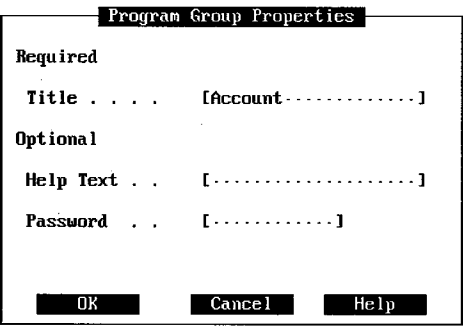 Program Group Properties
Required
Title . . . . [Account·············]
Optional
Help Text . . [····················]
Password . . [············]
OK Cancel Help